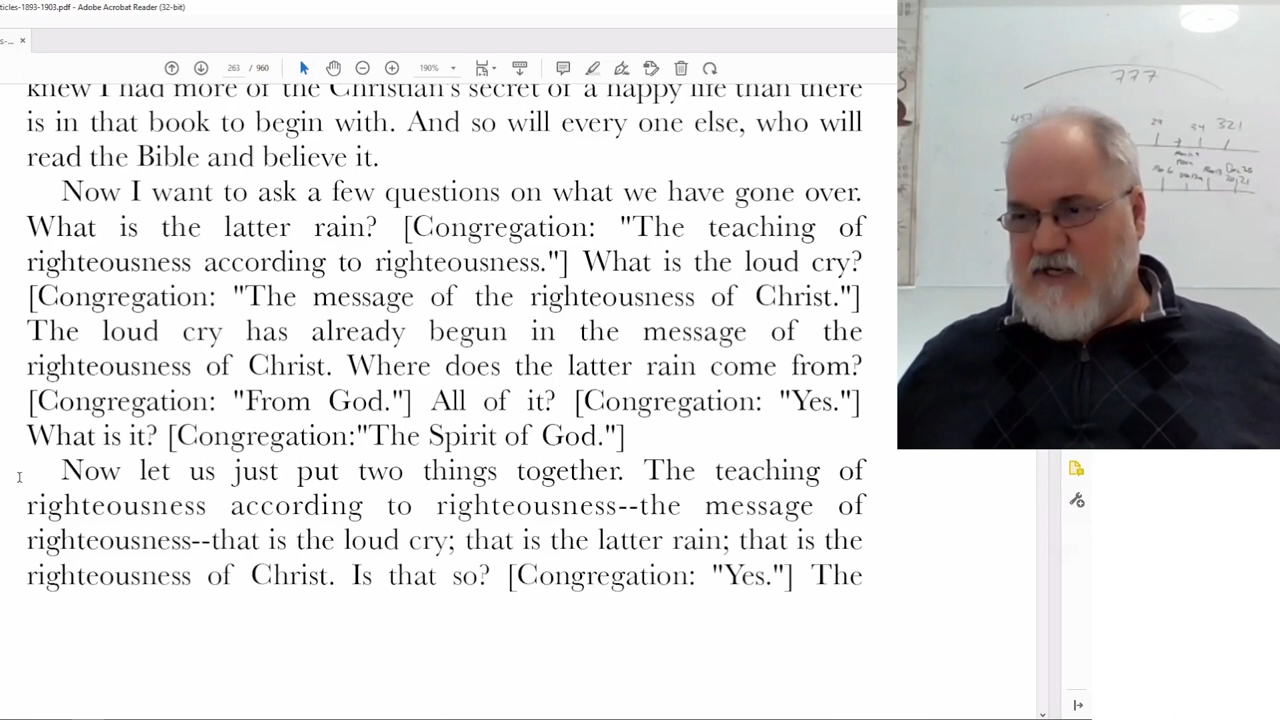 ticles-1893-1903.pdf - Adobe Acrobat Reader (32-bit)
s-... ×
263 / 960
190%
knew I had more of the Christian's secret of a happy life than there
is in that book to begin with. And so will every one else, who will
read the Bible and believe it.
Now I want to ask a few questions on what we have gone over.
What is the latter rain? [Congregation: "The teaching of
righteousness according to righteousness."] What is the loud cry?
[Congregation: "The message of the righteousness of Christ."]
The loud cry has already begun in the message of the
righteousness of Christ. Where does the latter rain come from?
[Congregation: "From God."] All of it? [Congregation: "Yes."]
What is it? [Congregation:"The Spirit of God."]
Now let us just put two things together. The teaching of
righteousness according to righteousness--the message of
righteousness--that is the loud cry; that is the latter rain; that is the
righteousness of Christ. Is that so? [Congregation: "Yes."] The
777
34 321